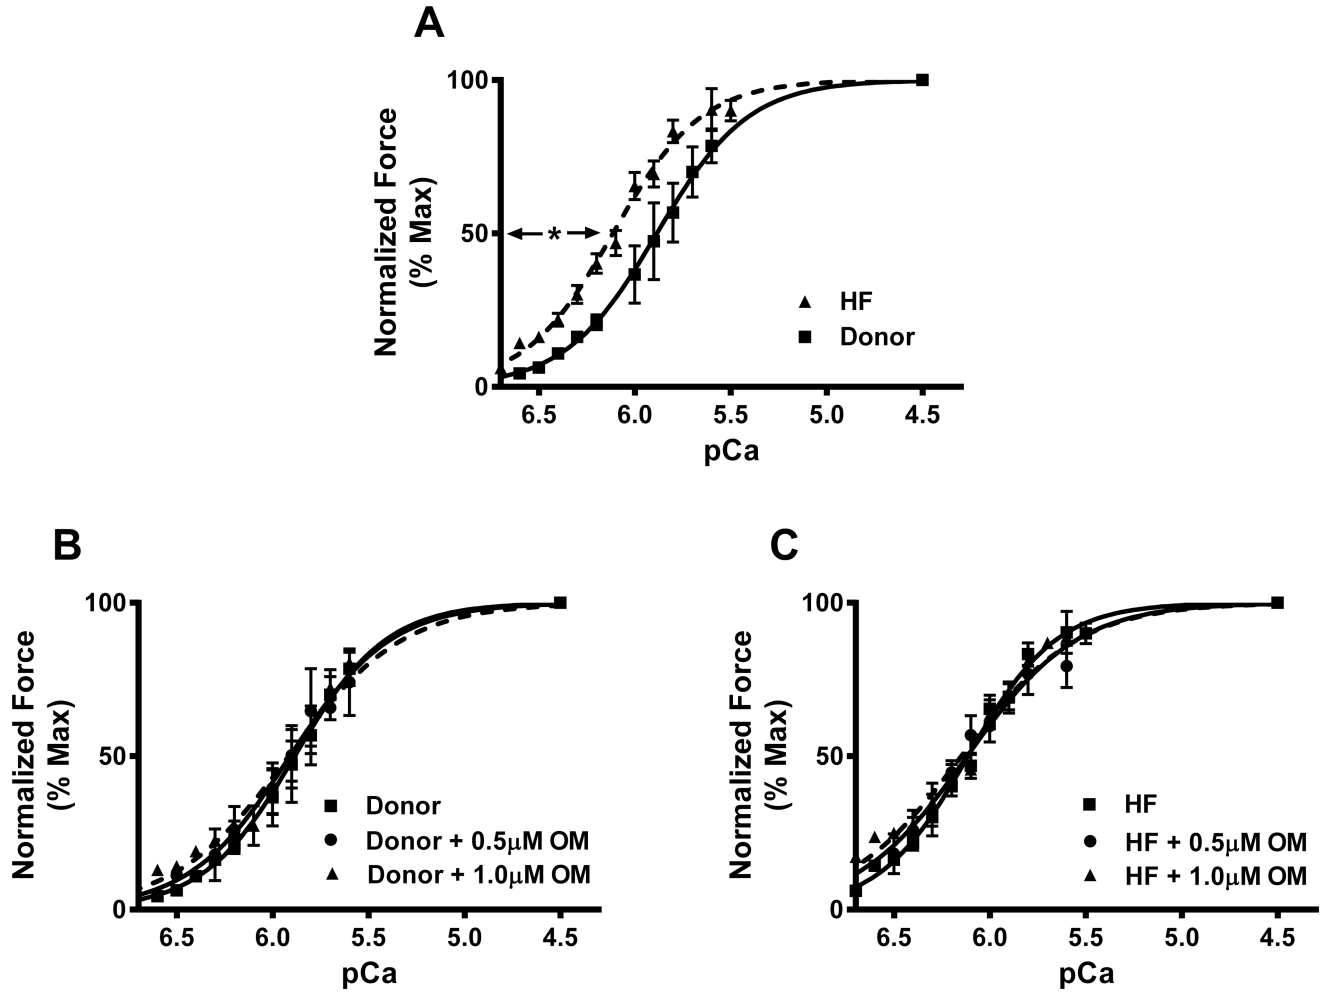 A
Normalized Force
(% Max)
100
50
0
*
HF
Donor
6.5 6.0 5.5 5.0 4.5
pCa
B
Normalized Force
(% Max)
100
50
0
Donor
Donor + 0.5μM OM
Donor + 1.0μM OM
6.5 6.0 5.5 5.0 4.5
pCa
C
Normalized Force
(% Max)
100
50
0
HF
HF + 0.5μM OM
HF + 1.0μM OM
6.5 6.0 5.5 5.0 4.5
pCa